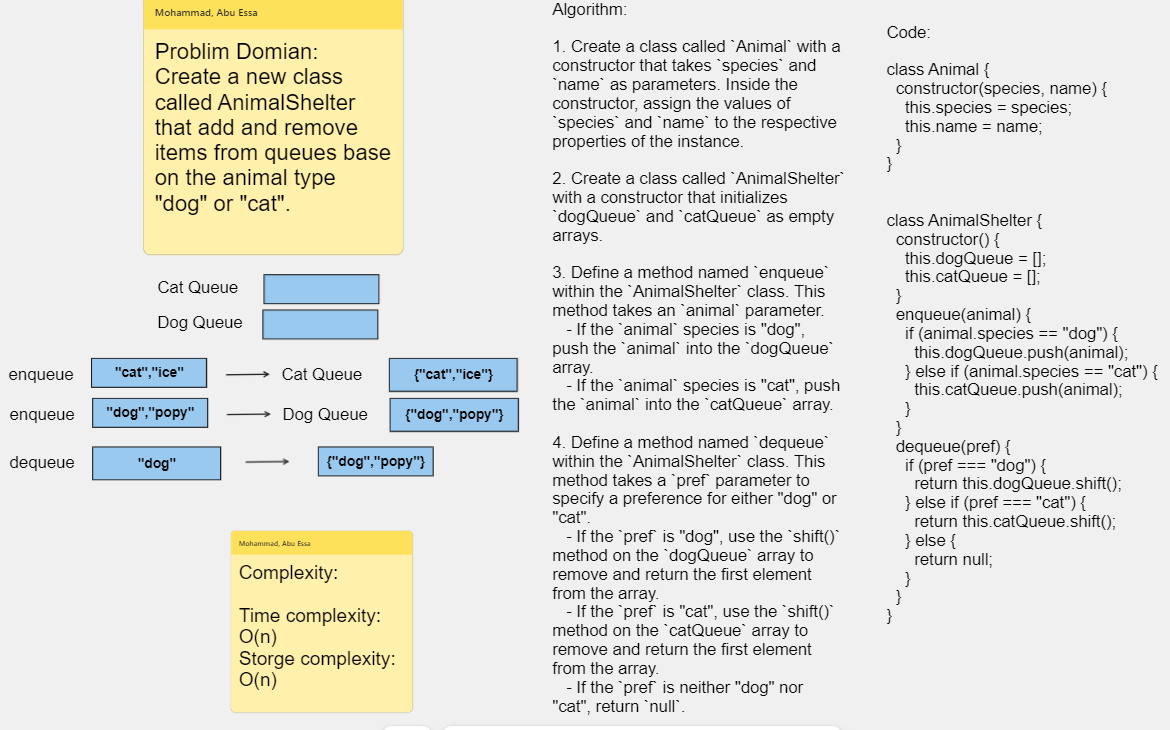 Mohammad, Abu Essa
Problim Domian:
Create a new class
called AnimalShelter
that add and remove
items from queues base
on the animal type
"dog" or "cat".
Cat Queue
Dog Queue
enqueue "cat","ice" Cat Queue {"cat","ice"}
enqueue "dog","popy" Dog Queue {"dog","popy"}
dequeue "dog" {"dog","popy"}
Mohammad, Abu Essa
Complexity:
Time complexity:
O(n)
Storge complexity:
O(n)
Algorithm:
1. Create a class called `Animal` with a
constructor that takes `species` and
`name` as parameters. Inside the
constructor, assign the values of
`species` and `name` to the respective
properties of the instance.
2. Create a class called `AnimalShelter`
with a constructor that initializes
`dogQueue` and `catQueue` as empty
arrays.
3. Define a method named `enqueue`
within the `AnimalShelter` class. This
method takes an `animal` parameter.
- If the `animal` species is "dog",
push the `animal` into the `dogQueue`
array.
- If the `animal` species is "cat", push
the `animal` into the `catQueue` array.
4. Define a method named `dequeue`
within the `AnimalShelter` class. This
method takes a `pref` parameter to
specify a preference for either "dog" or
"cat".
- If the `pref` is "dog", use the `shift()`
method on the `dogQueue` array to
remove and return the first element
from the array.
- If the `pref` is "cat", use the `shift()`
method on the `catQueue` array to
remove and return the first element
from the array.
- If the `pref` is neither "dog" nor
"cat", return `null`.
Code:
class Animal {
constructor(species, name) {
this.species = species;
this.name = name;
}
}
class AnimalShelter {
constructor() {
this.dogQueue = [];
this.catQueue = [];
}
enqueue(animal) {
if (animal.species == "dog") {
this.dogQueue.push(animal);
} else if (animal.species == "cat") {
this.catQueue.push(animal);
}
}
dequeue(pref) {
if (pref === "dog") {
return this.dogQueue.shift();
} else if (pref === "cat") {
return this.catQueue.shift();
} else {
return null;
}
}
}